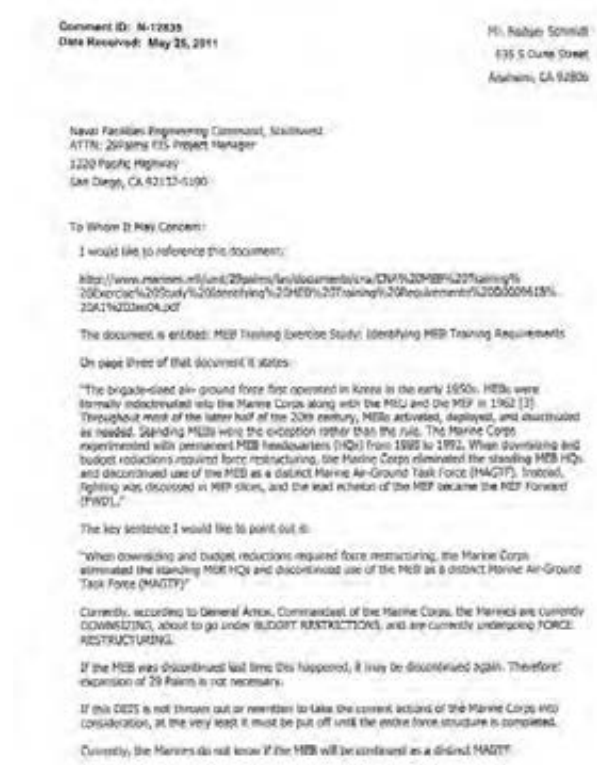 Comment ID: N-12835
Date Received: May 25, 2011
Mr. Rodger Schmidt
635 S Dune Street
Anaheim, CA 92806
Naval Facilities Engineering Command, Southwest
ATTN: 29Palms EIS Project Manager
1220 Pacific Highway
San Diego, CA 92132-5190
To Whom It May Concern:
I would like to reference this document:
The document is entitled: MEB Training Exercise Study: Identifying MEB Training Requirements
On page three of that document it states:
"The brigade-sized air- ground force first operated in Korea in the early 1950s. MEBs were
formally indoctrinated into the Marine Corps along with the MEU and the MEF in 1962 [3]
Throughout most of the latter half of the 20th century, MEBs activated, deployed, and deactivated
as needed. Standing MEBs were the exception rather than the rule. The Marine Corps
experimented with permanent MEB headquarters (HQs) from 1985 to 1992. When downsizing and
budget reductions required force restructuring, the Marine Corps eliminated the standing MEB HQs
and discontinued use of the MEB as a distinct Marine Air-Ground Task Force (MAGTF). Instead,
fighting was discussed in MEF slices, and the lead echelon of the MEF became the MEF Forward
(FWD)."
The key sentence I would like to point out is:
"When downsizing and budget reductions required force restructuring, the Marine Corps
eliminated the standing MEB HQs and discontinued use of the MEB as a distinct Marine Air-Ground
Task Force (MAGTF)"
Currently, according to General Amos, Commandant of the Marine Corps, the Marines are currently
DOWNSIZING, about to go under BUDGET RESTRICTIONS, and are currently undergoing FORCE
RESTRUCTURING.
If the MEB was discontinued last time this happened, it may be discontinued again. Therefore
expansion of 29 Palms is not necessary.
If this DEIS is not thrown out or rewritten to take the current actions of the Marine Corps into
consideration, at the very least it must be put off until the entire force structure is completed.
Currently, the Marines do not know if the MEB will be continued as a distinct MAGTF